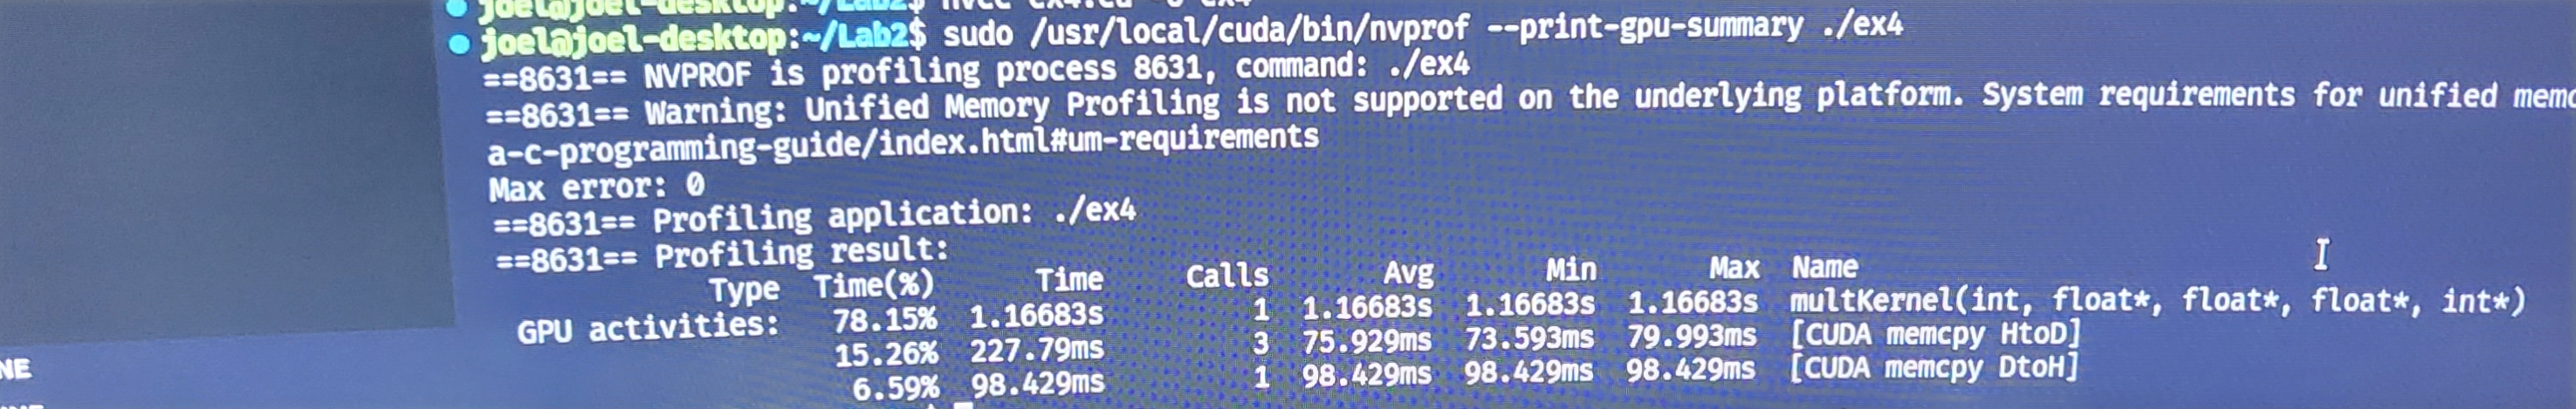 joel@joel-desktop:~/Lab2$ nvcc ex4.cu -o ex4
joel@joel-desktop:~/Lab2$ sudo /usr/local/cuda/bin/nvprof --print-gpu-summary ./ex4
==8631== NVPROF is profiling process 8631, command: ./ex4
==8631== Warning: Unified Memory Profiling is not supported on the underlying platform. System requirements for unified memo
a-c-programming-guide/index.html#um-requirements
Max error: 0
==8631== Profiling application: ./ex4
==8631== Profiling result:
Type Time(%) Time Calls Avg Min Max Name
GPU activities: 78.15% 1.16683s 1 1.16683s 1.16683s 1.16683s multKernel(int, float*, float*, float*, int*)
15.26% 227.79ms 3 75.929ms 73.593ms 79.993ms [CUDA memcpy HtoD]
6.59% 98.429ms 1 98.429ms 98.429ms 98.429ms [CUDA memcpy DtoH]
NE